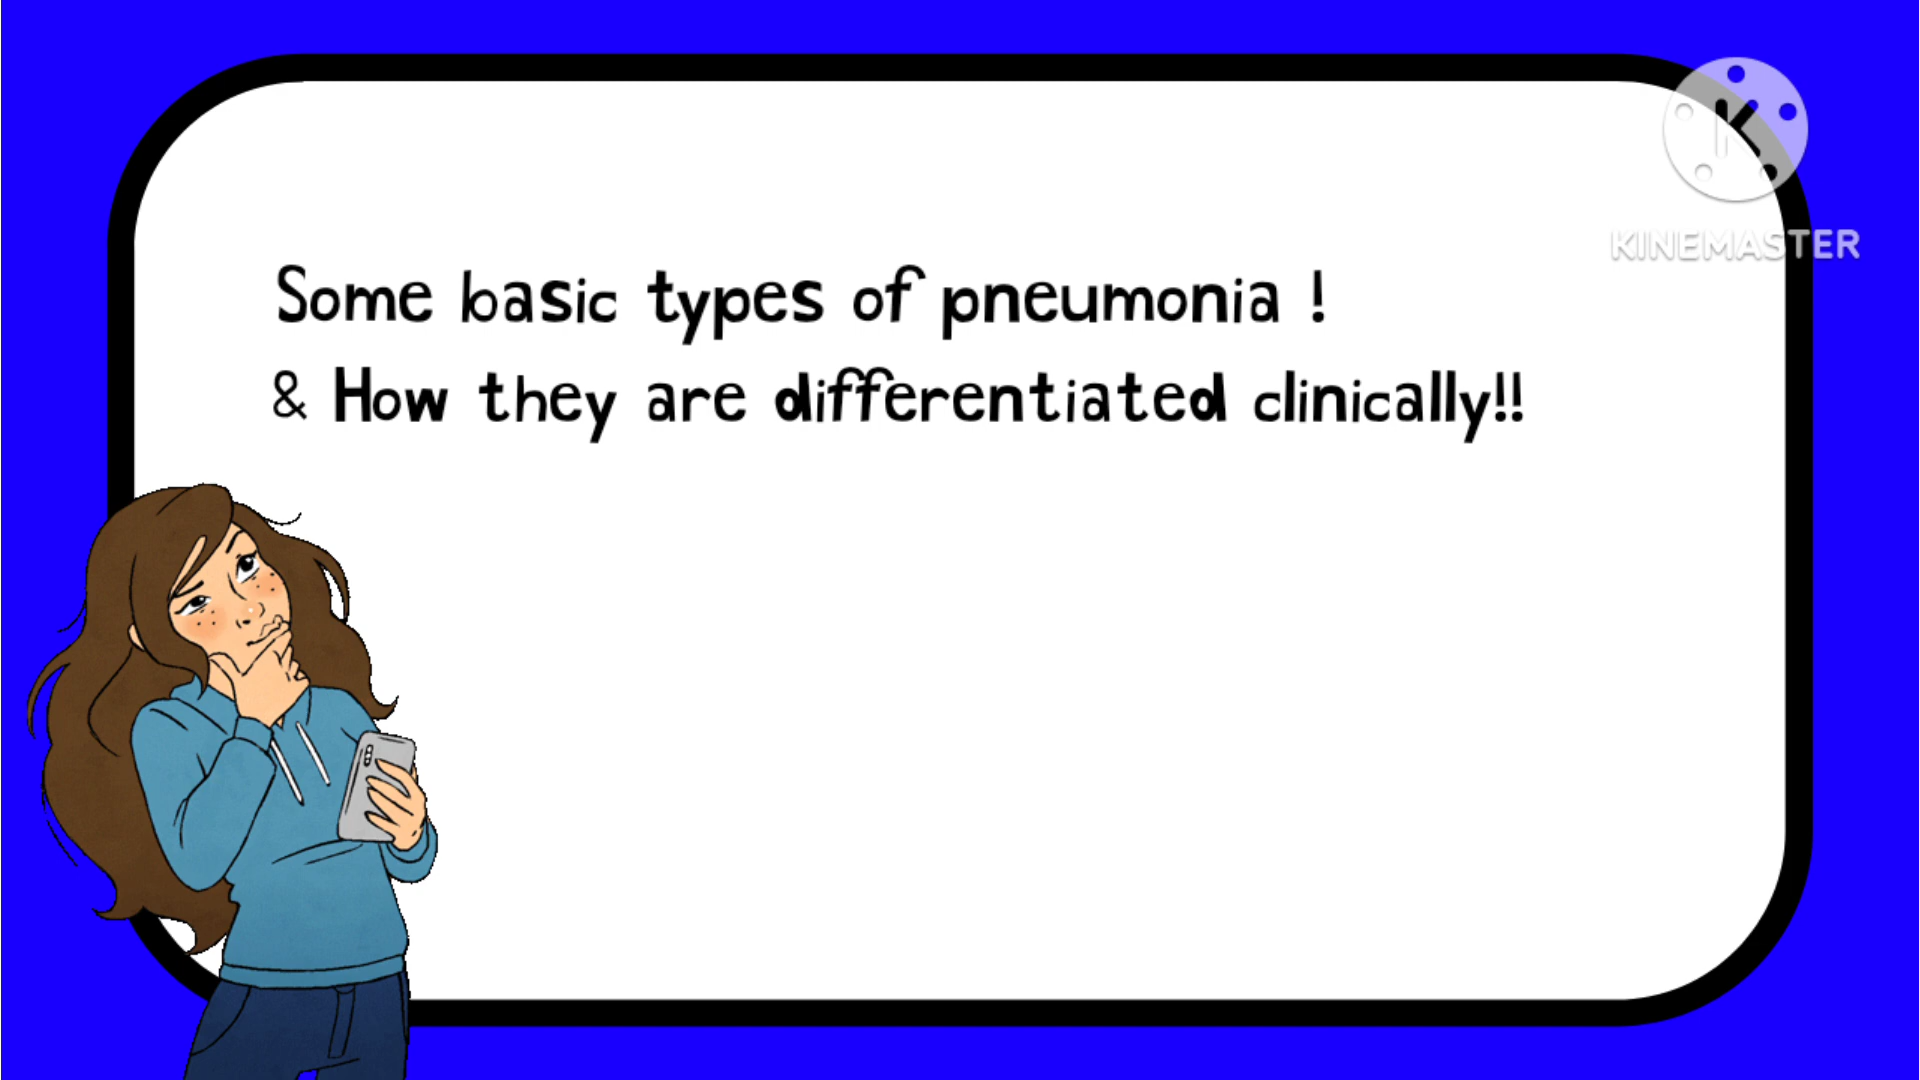 Some basic types of pneumonia !
& How they are differentiated clinically!!
K
KINEMASTER